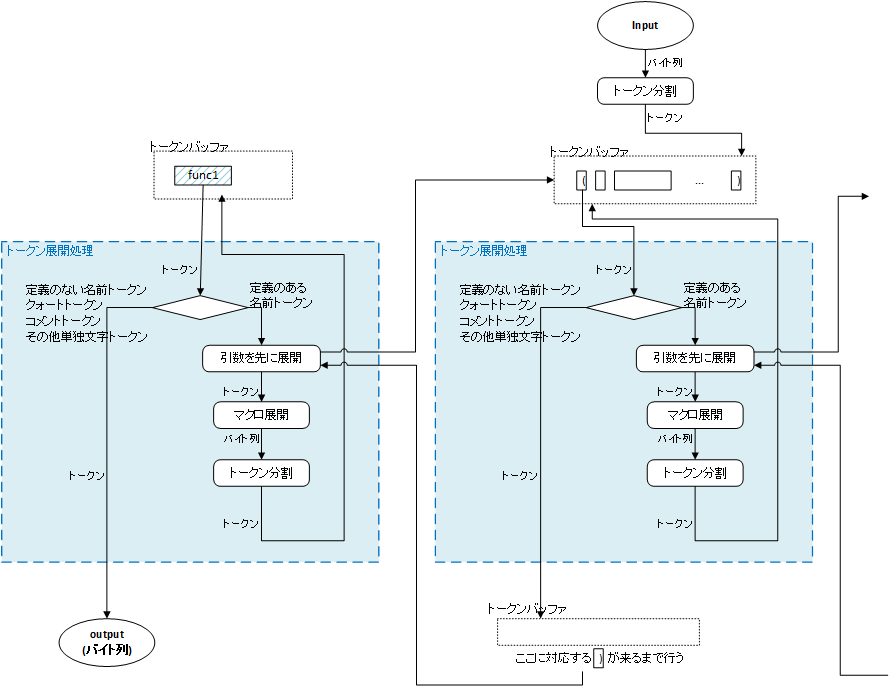 Input
バイト列
トークン分割
トークン
トークンバッファ
func1
トークンバッファ
(
...
)
トークン展開処理
トークン
定義のない名前トークン
クォートトークン
コメントトークン
その他単独文字トークン
定義のある
名前トークン
引数を先に展開
トークン
マクロ展開
バイト列
トークン分割
トークン
トークン
output
(バイト列)
トークン展開処理
トークン
定義のない名前トークン
クォートトークン
コメントトークン
その他単独文字トークン
定義のある
名前トークン
引数を先に展開
トークン
マクロ展開
バイト列
トークン分割
トークン
トークン
トークンバッファ
ここに対応する ) が来るまで行う